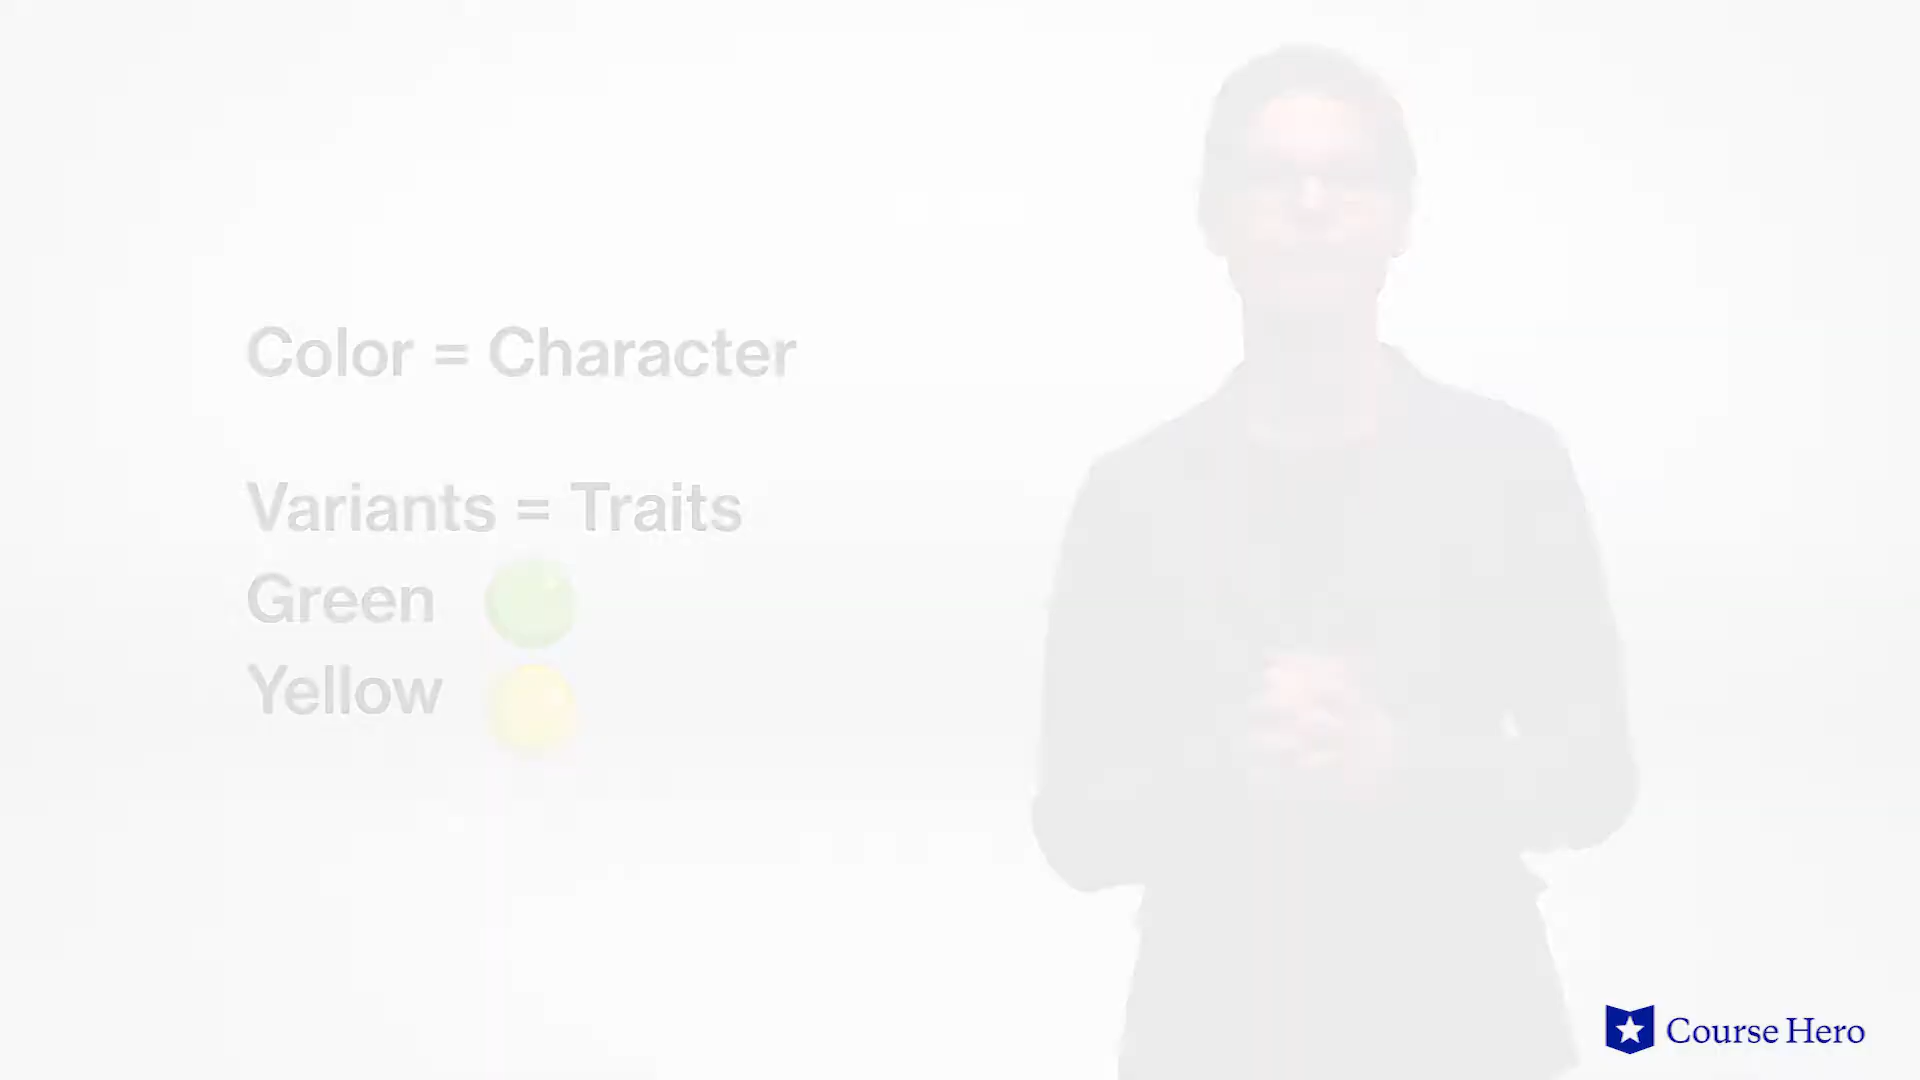 Color = Character
Variants = Traits
Green
Yellow
Course Hero